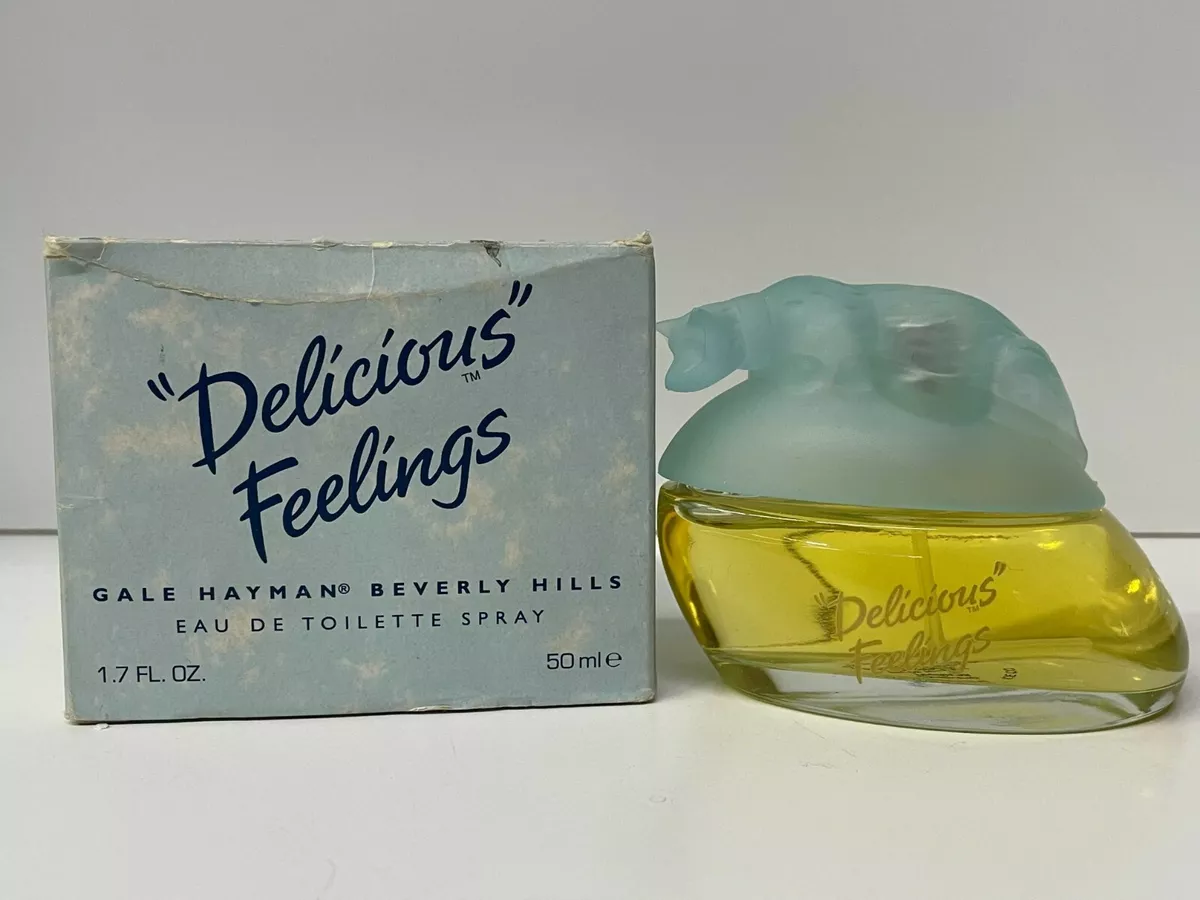 "Delicious"
TM
Feelings
GALE HAYMAN® BEVERLY HILLS
EAU DE TOILETTE SPRAY
1.7 FL. OZ. 50 ml e
"Delicious"
TM
Feelings